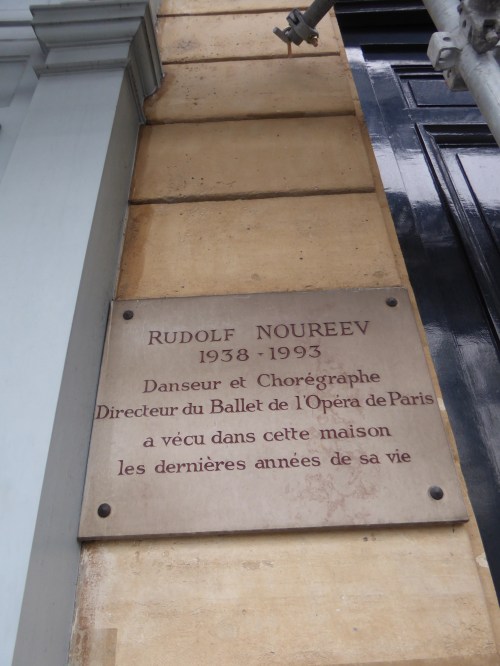 RUDOLF NOUREEV
1938 - 1993
Danseur et Chorégraphe
Directeur du Ballet de l'Opéra de Paris
a vécu dans cette maison
les dernières années de sa vie